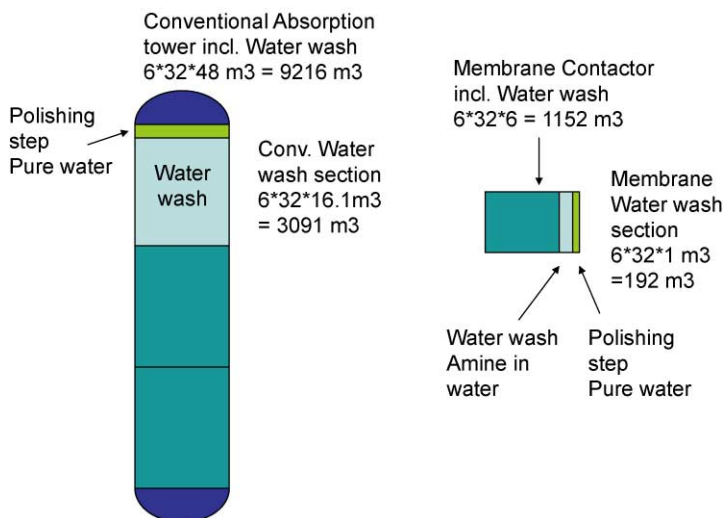 Conventional Absorption
tower incl. Water wash
6*32*48 m3 = 9216 m3
Polishing
step
Pure water
Water
wash
Conv. Water
wash section
6*32*16.1m3
= 3091 m3
Membrane Contactor
incl. Water wash
6*32*6 = 1152 m3
Membrane
Water wash
section
6*32*1 m3
=192 m3
Water wash
Amine in
water
Polishing
step
Pure water